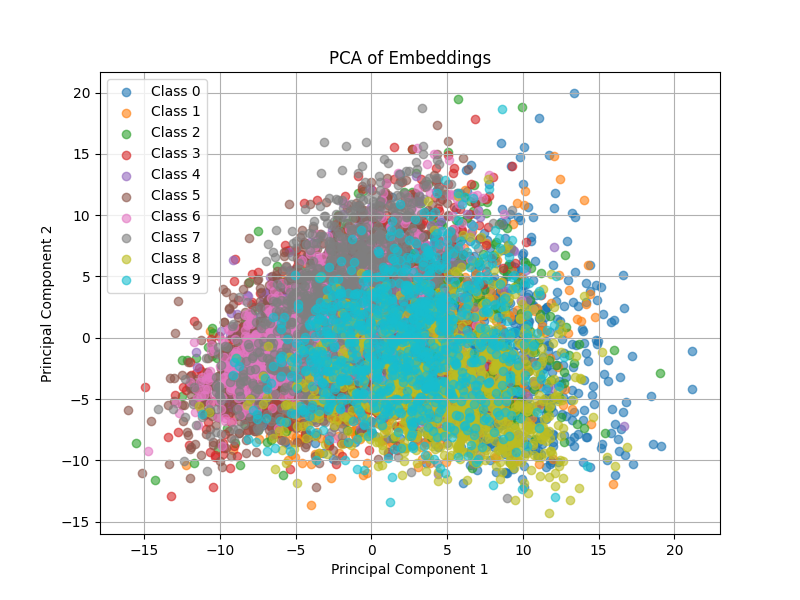 PCA of Embeddings
Class 0
Class 1
Class 2
Class 3
Class 4
Class 5
Class 6
Class 7
Class 8
Class 9
20
15
10
5
0
−5
−10
−15
Principal Component 2
−15
−10
−5
0
5
10
15
20
Principal Component 1